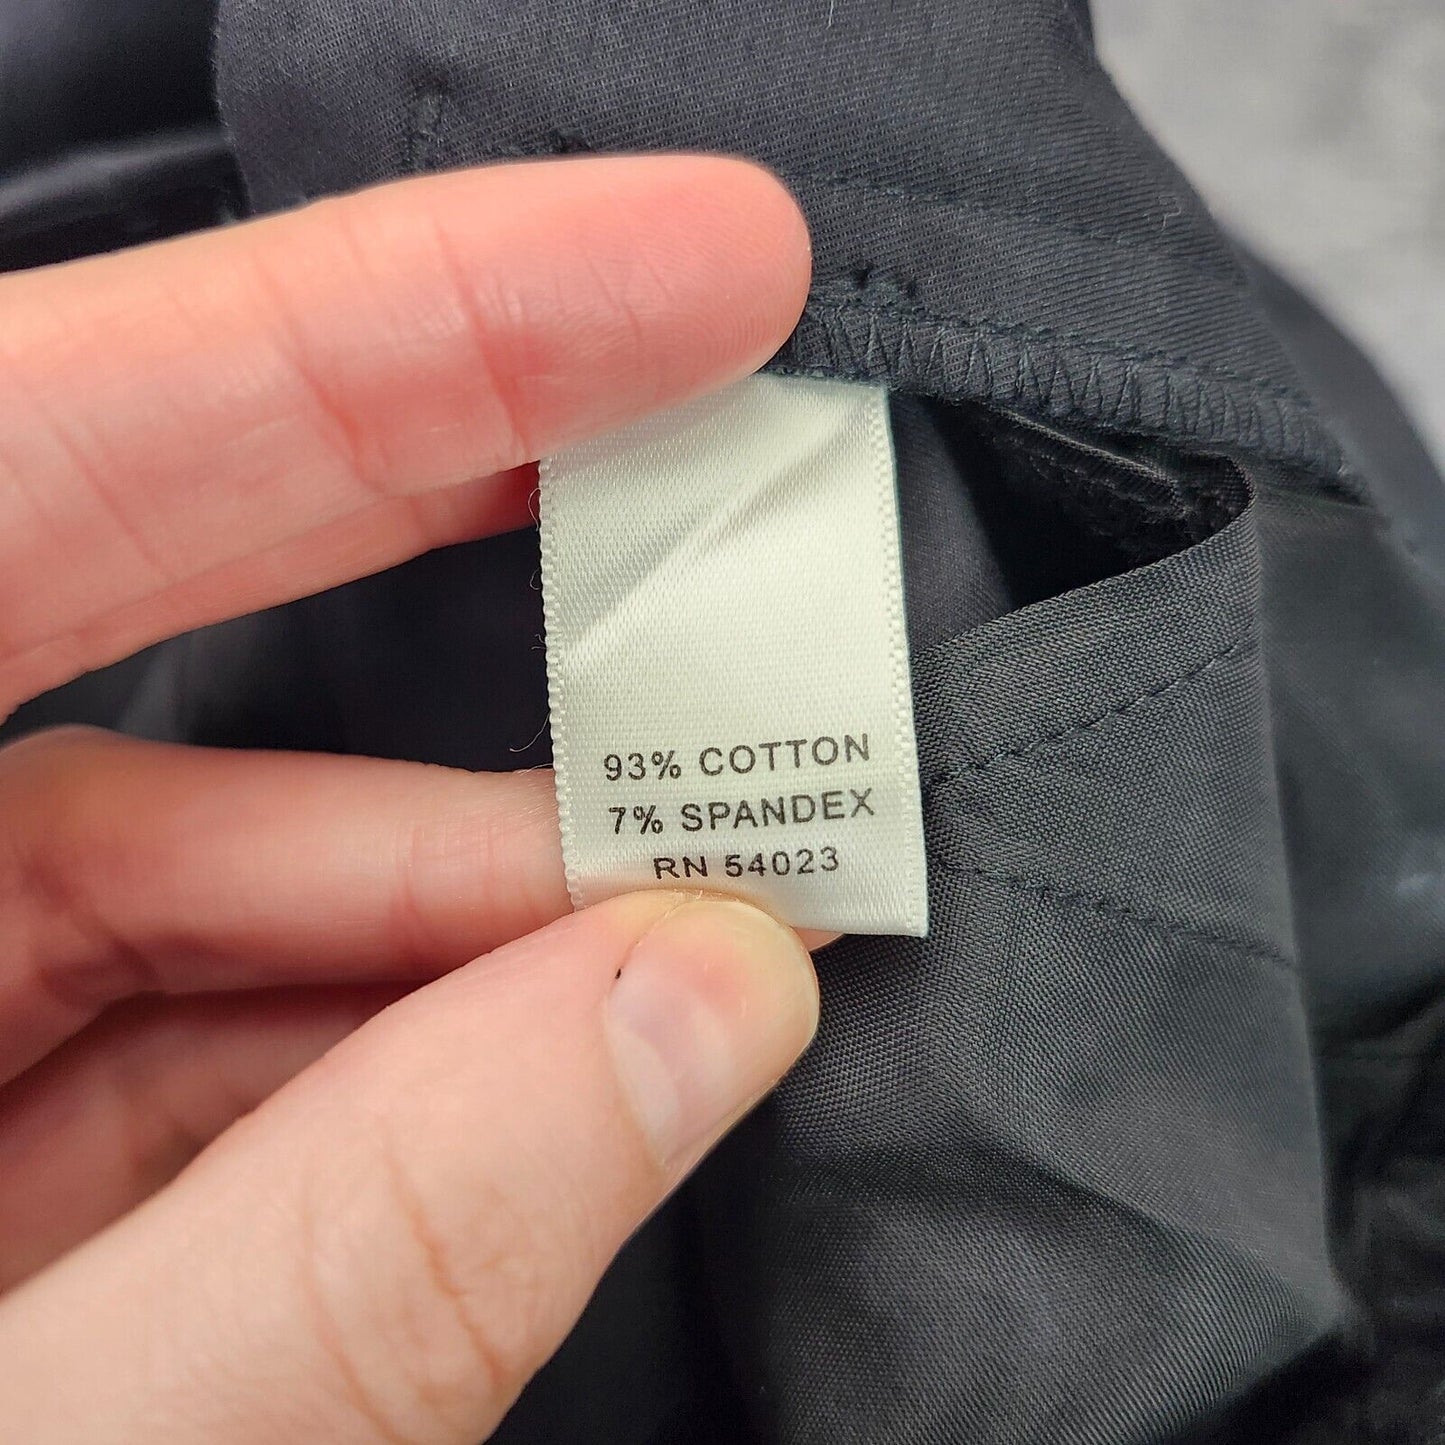 93% COTTON
7% SPANDEX
RN 54023